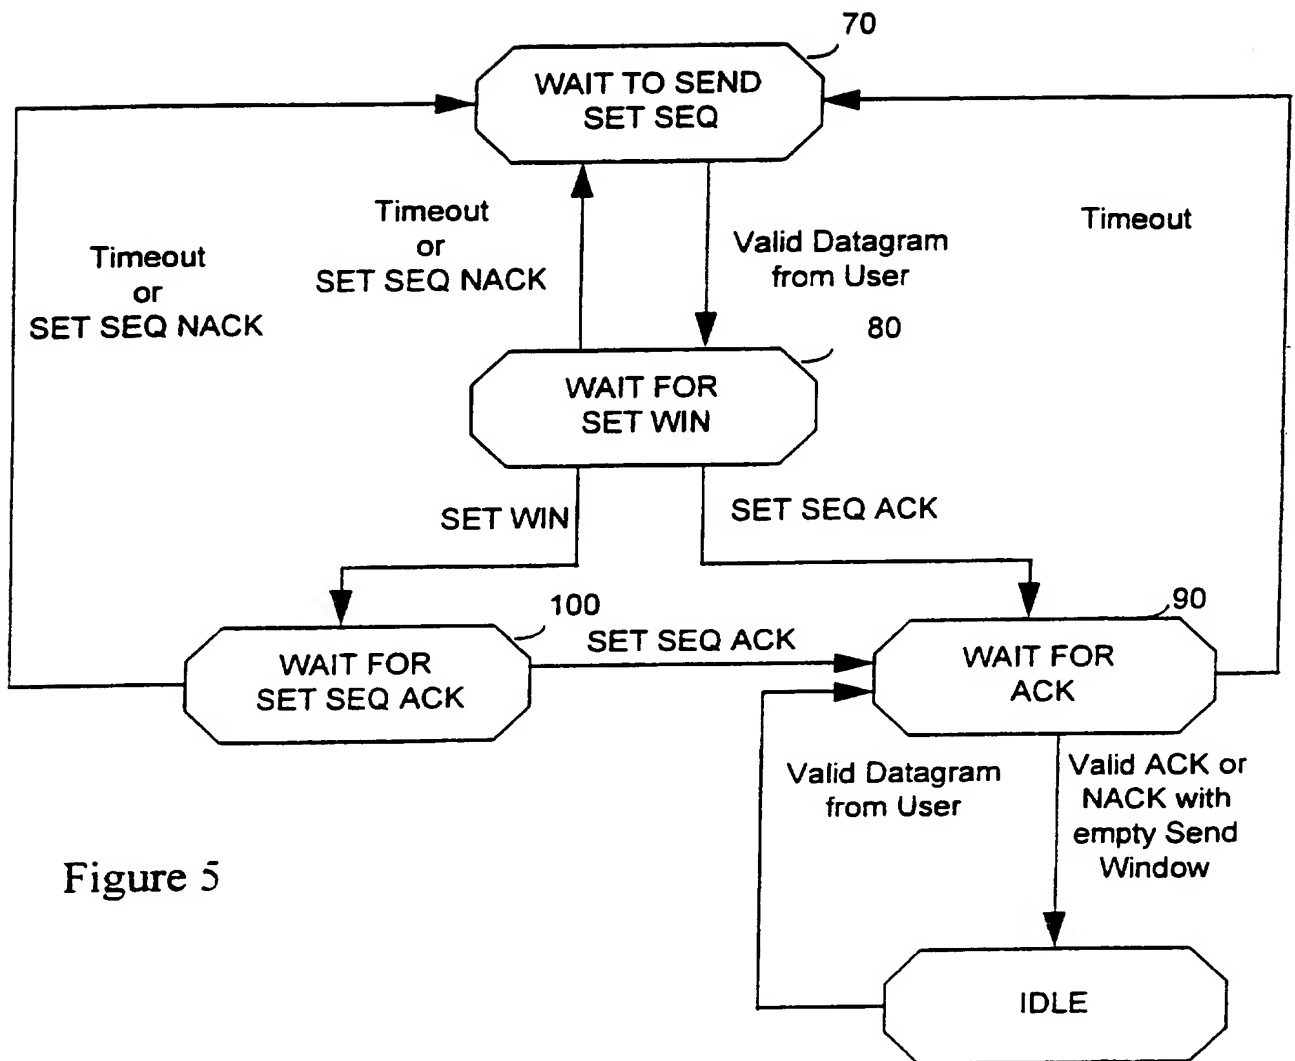 70
WAIT TO SEND
SET SEQ
Timeout
or
SET SEQ NACK
Timeout
or
SET SEQ NACK
Valid Datagram
from User
Timeout
80
WAIT FOR
SET WIN
SET WIN
SET SEQ ACK
100
WAIT FOR
SET SEQ ACK
SET SEQ ACK
90
WAIT FOR
ACK
Valid Datagram
from User
Valid ACK or
NACK with
empty Send
Window
Figure 5
IDLE